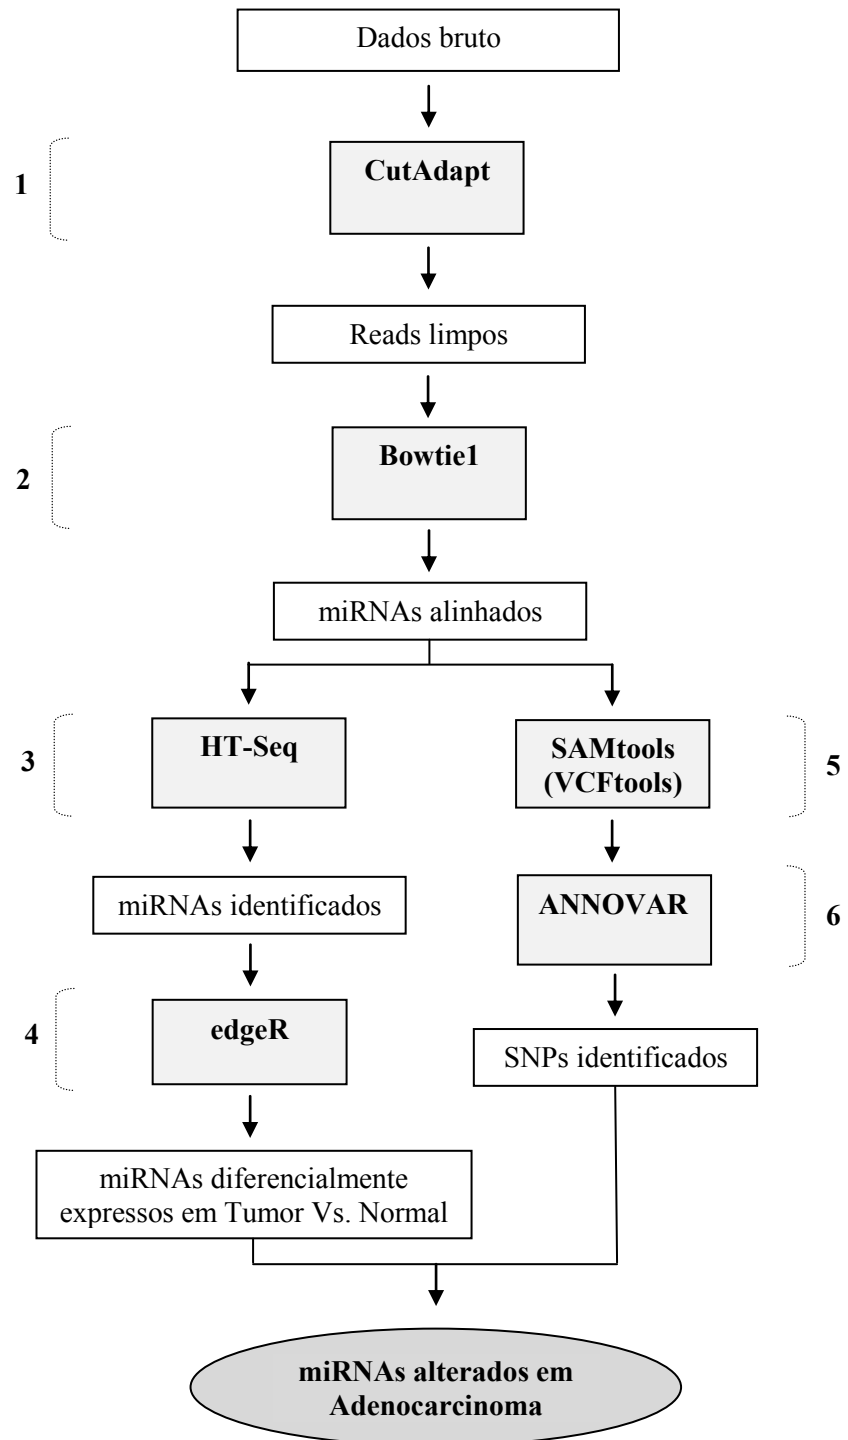 Dados bruto
1
CutAdapt
Reads limpos
2
Bowtie1
miRNAs alinhados
3
HT-Seq
SAMtools
(VCFtools)
5
miRNAs identificados
ANNOVAR
6
4
edgeR
SNPs identificados
miRNAs diferencialmente
expressos em Tumor Vs. Normal
miRNAs alterados em
Adenocarcinoma